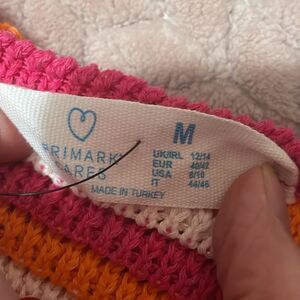 PRIMARK
CARES
M
UK/IRL 12/14
EUR 40/42
USA 8/10
IT 44/46
MADE IN TURKEY